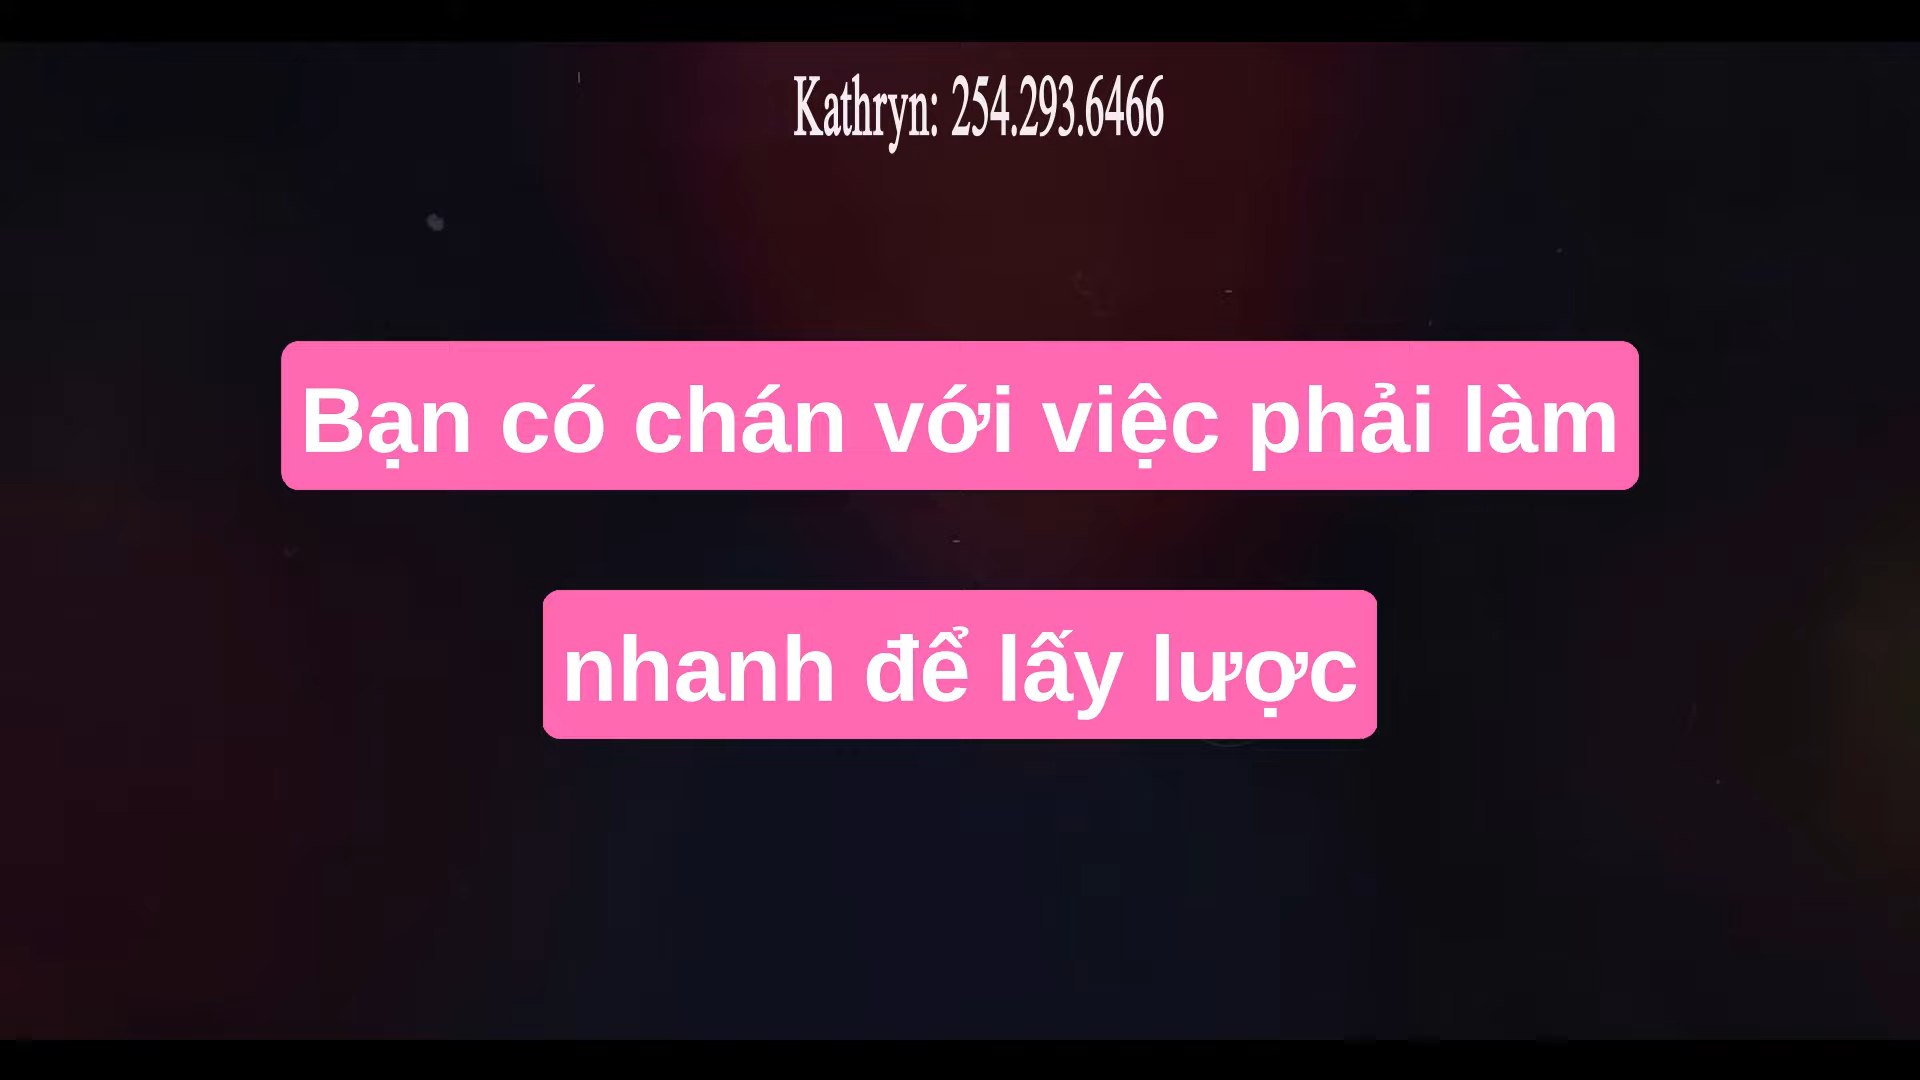 Kathryn: 254.293.6466
Bạn có chán với việc phải làm
nhanh để lấy lược